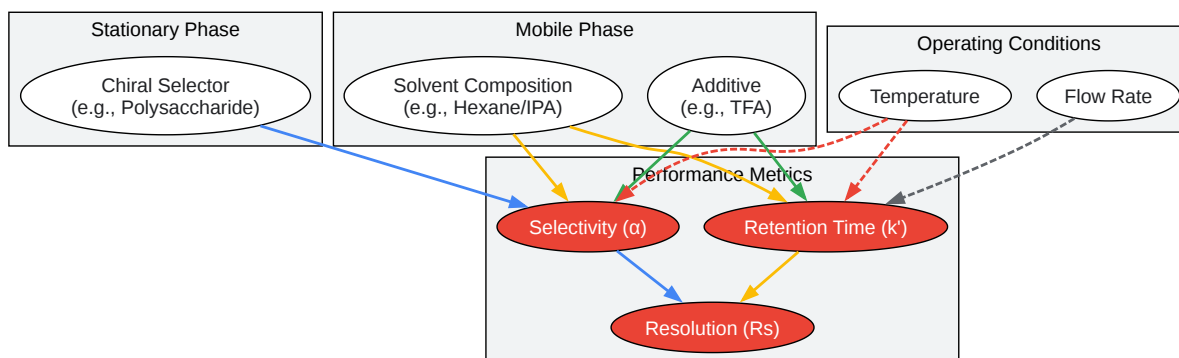 Stationary Phase
Chiral Selector
(e.g., Polysaccharide)
Mobile Phase
Solvent Composition
(e.g., Hexane/IPA)
Additive
(e.g., TFA)
Operating Conditions
Temperature
Flow Rate
Performance Metrics
Selectivity (α)
Retention Time (k')
Resolution (Rs)